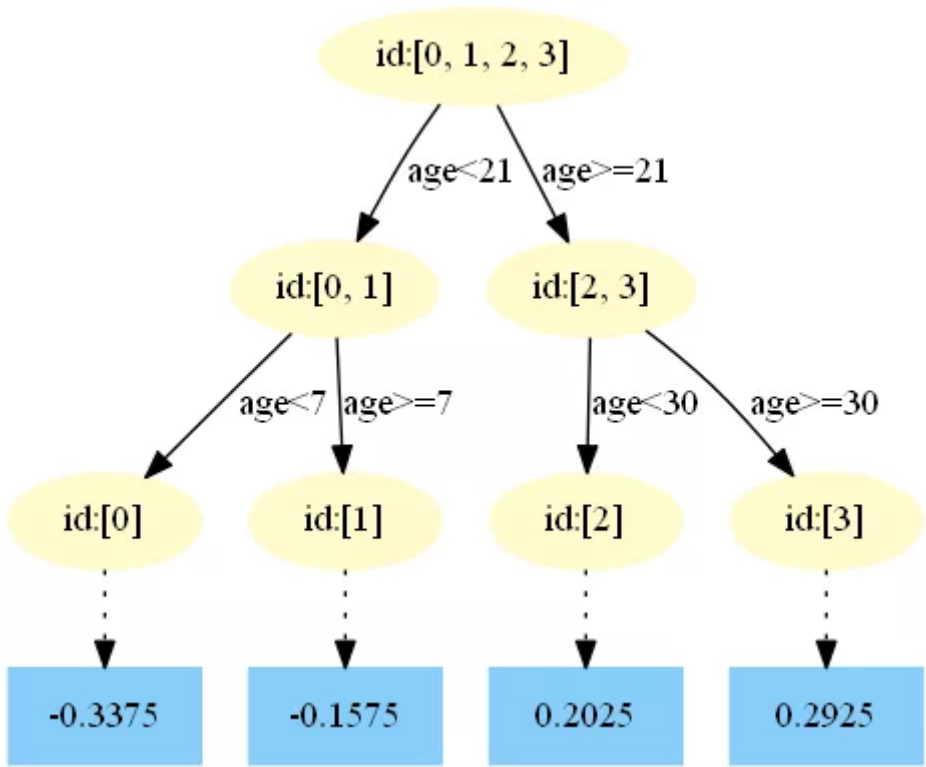 id:[0, 1, 2, 3]
age<21 age>=21
id:[0, 1] id:[2, 3]
age<7 age>=7 age<30 age>=30
id:[0] id:[1] id:[2] id:[3]
-0.3375 -0.1575 0.2025 0.2925